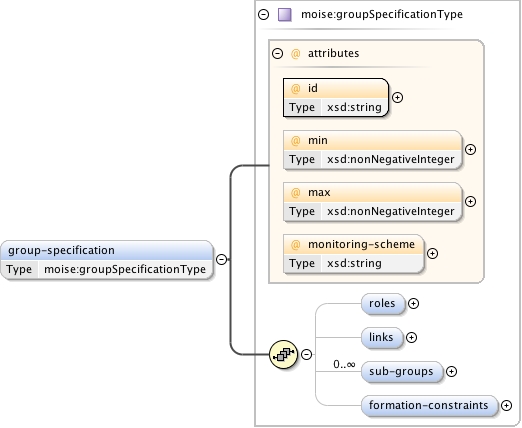 moise:groupSpecificationType
@ attributes
@ id
Type xsd:string
@ min
Type xsd:nonNegativeInteger
@ max
Type xsd:nonNegativeInteger
@ monitoring-scheme
Type xsd:string
group-specification
Type moise:groupSpecificationType
roles
links
0..∞
sub-groups
formation-constraints